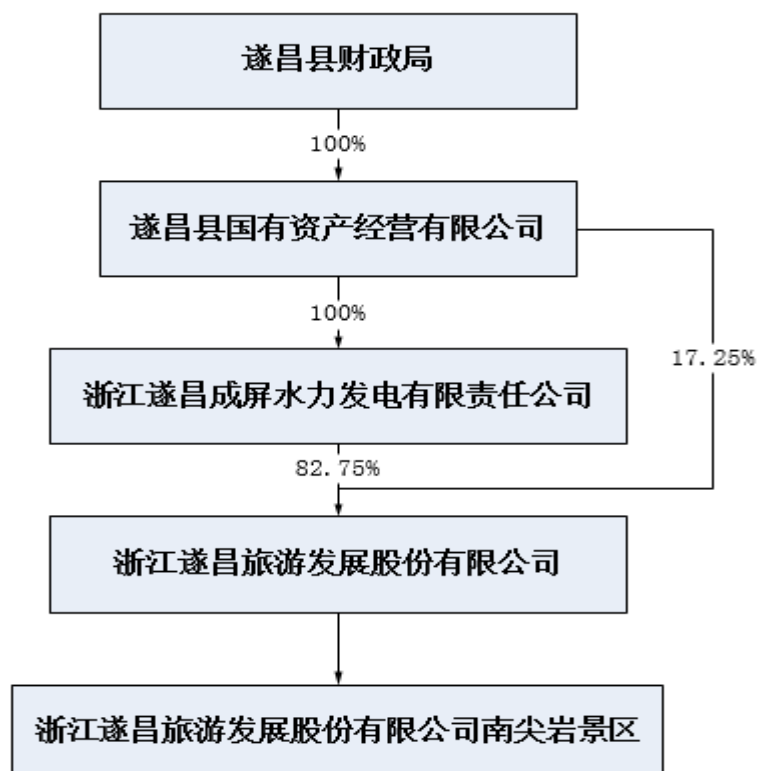 遂昌县财政局
100%
遂昌县国有资产经营有限公司
100%
17.25%
浙江遂昌成屏水力发电有限责任公司
82.75%
浙江遂昌旅游发展股份有限公司
浙江遂昌旅游发展股份有限公司南尖岩景区